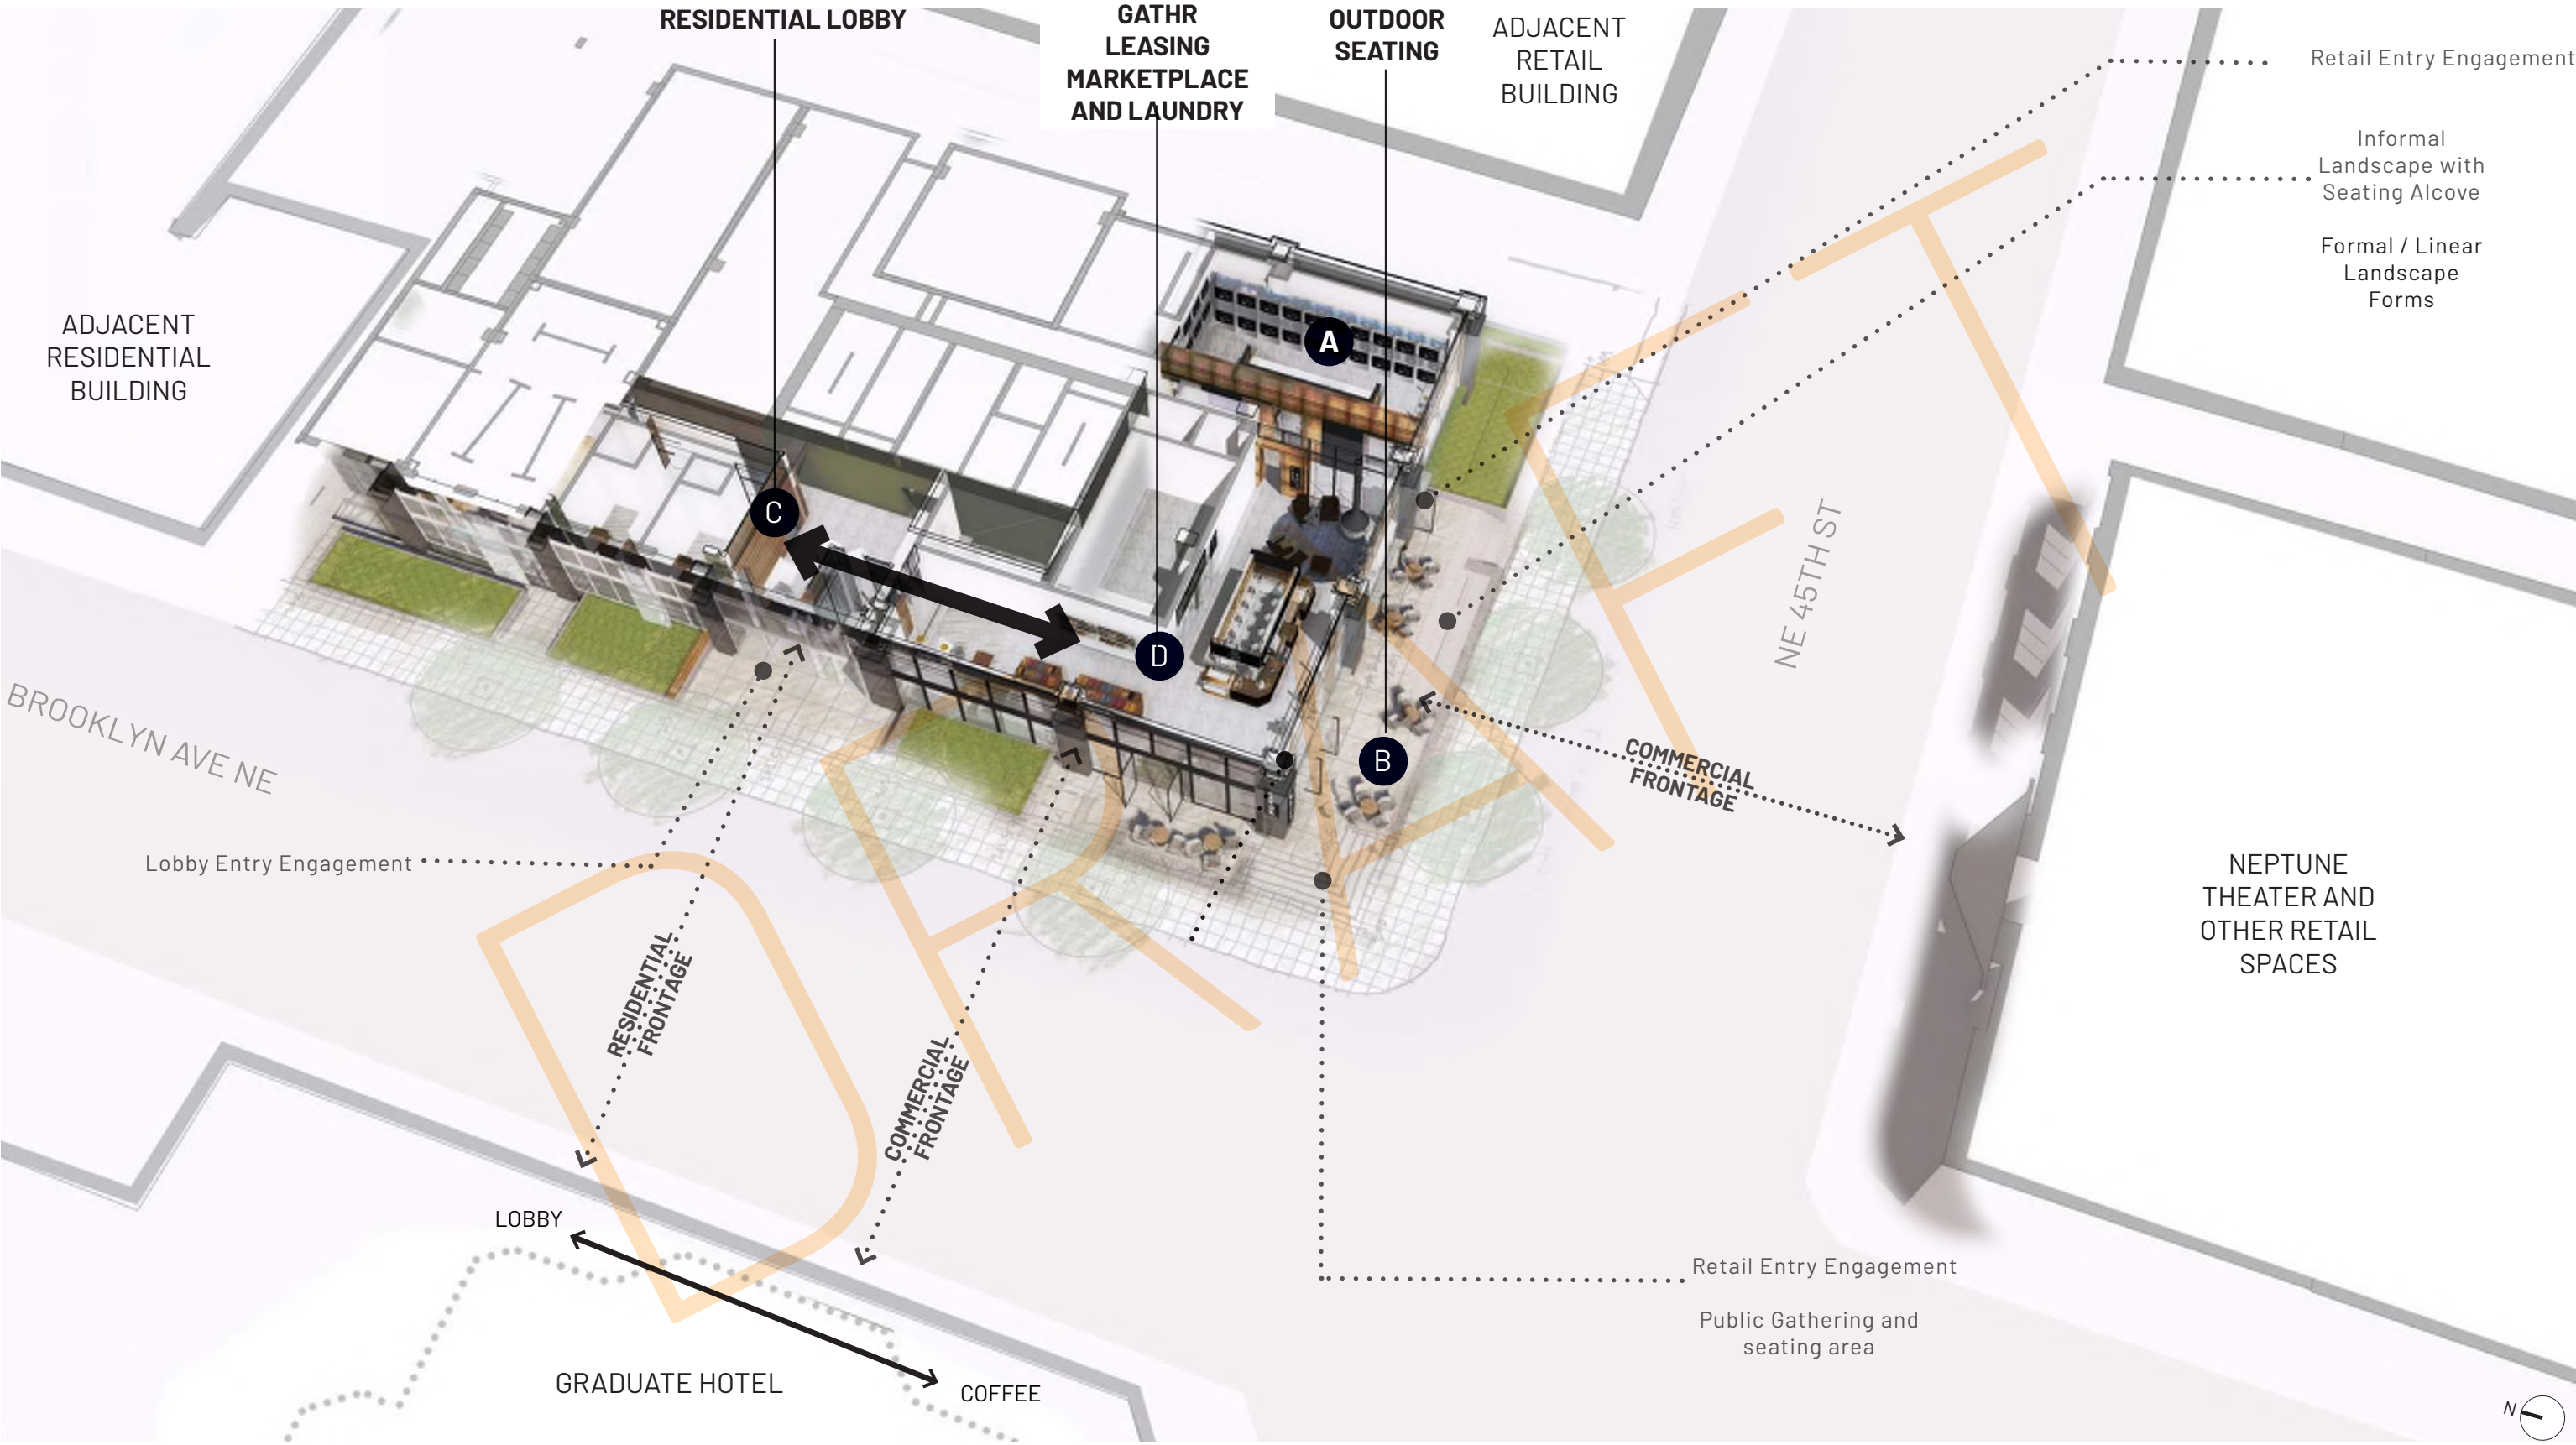 RESIDENTIAL LOBBY
GATHR
LEASING
MARKETPLACE
AND LAUNDRY
OUTDOOR
SEATING
ADJACENT
RETAIL
BUILDING
Retail Entry Engagement
Informal
Landscape with
Seating Alcove
Formal / Linear
Landscape
Forms
ADJACENT
RESIDENTIAL
BUILDING
A
C
D
B
NE 45TH ST
BROOKLYN AVE NE
COMMERCIAL
FRONTAGE
Lobby Entry Engagement
RESIDENTIAL
FRONTAGE
COMMERCIAL
FRONTAGE
NEPTUNE
THEATER AND
OTHER RETAIL
SPACES
DRAFT
LOBBY
COFFEE
GRADUATE HOTEL
Retail Entry Engagement
Public Gathering and
seating area
N